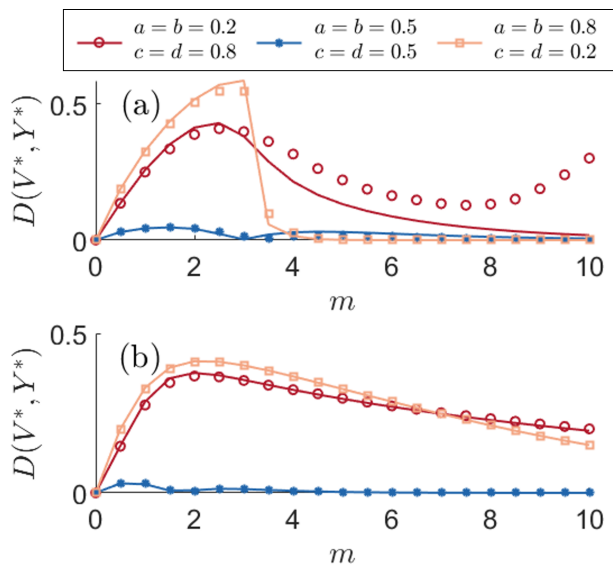 a = b = 0.2 a = b = 0.5 a = b = 0.8
c = d = 0.8 c = d = 0.5 c = d = 0.2
(a)
D(V*, Y*)
0.5
0
0 2 4 6 8 10
m
(b)
D(V*, Y*)
0.5
0
0 2 4 6 8 10
m